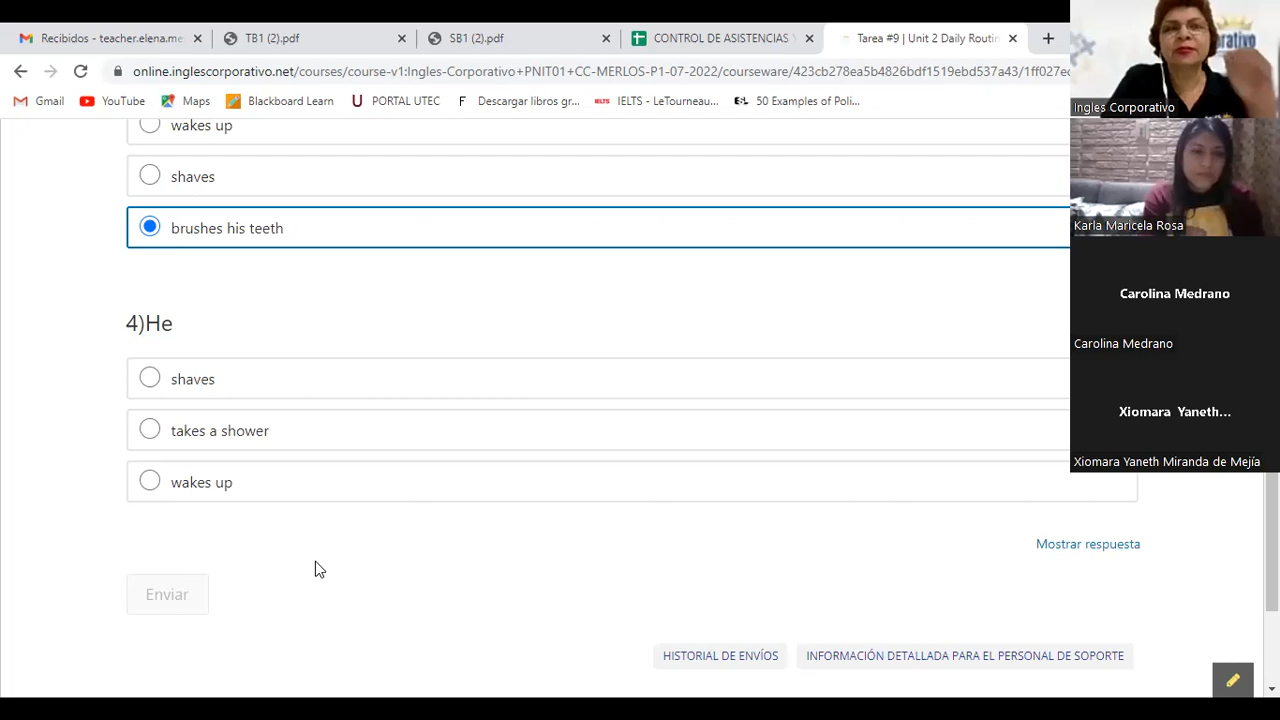 Recibidos - teacher.elena.me
TB1 (2).pdf
SB1 (2).pdf
CONTROL DE ASISTENCIAS Y
Tarea #9 | Unit 2 Daily Routin
online.inglescorporativo.net/courses/course-v1:Ingles-Corporativo+PNIT01+CC-MERLOS-P1-07-2022/courseware/423cb278ea5b4826bdf1519ebd537a43/1ff027ec
Gmail
YouTube
Maps
Blackboard Learn
PORTAL UTEC
Descargar libros gr...
IELTS - LeTourneau...
50 Examples of Pol...
wakes up
shaves
brushes his teeth
4)He
shaves
takes a shower
wakes up
Mostrar respuesta
Enviar
HISTORIAL DE ENVÍOS
INFORMACIÓN DETALLADA PARA EL PERSONAL DE SOPORTE
Ingles Corporativo
Karla Maricela Rosa
Carolina Medrano
Carolina Medrano
Xiomara Yaneth...
Xiomara Yaneth Miranda de Mejía